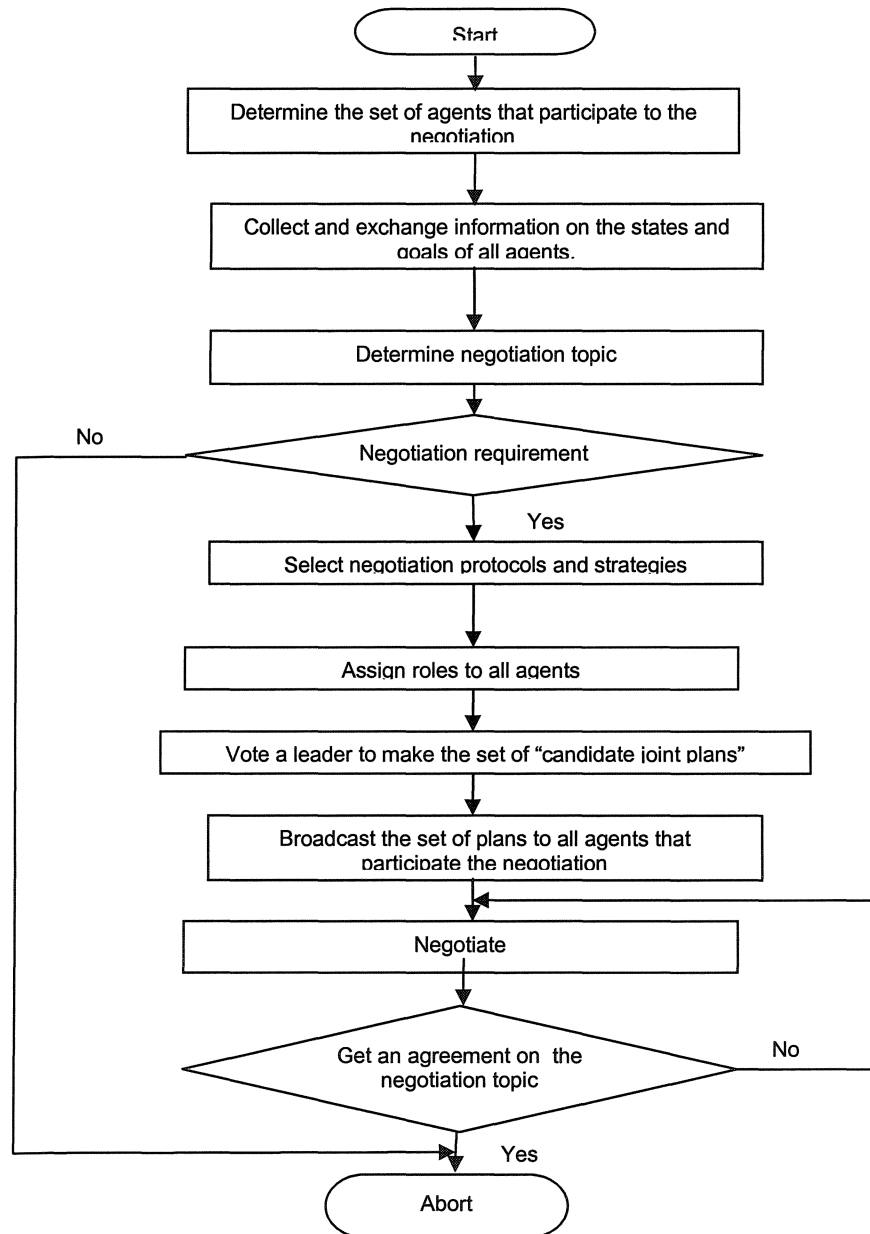 Start
Determine the set of agents that participate to the
negotiation
Collect and exchange information on the states and
goals of all agents.
Determine negotiation topic
No
Negotiation requirement
Yes
Select negotiation protocols and strategies
Assign roles to all agents
Vote a leader to make the set of “candidate joint plans”
Broadcast the set of plans to all agents that
participate the negotiation
Negotiate
Get an agreement on the
negotiation topic
No
Yes
Abort